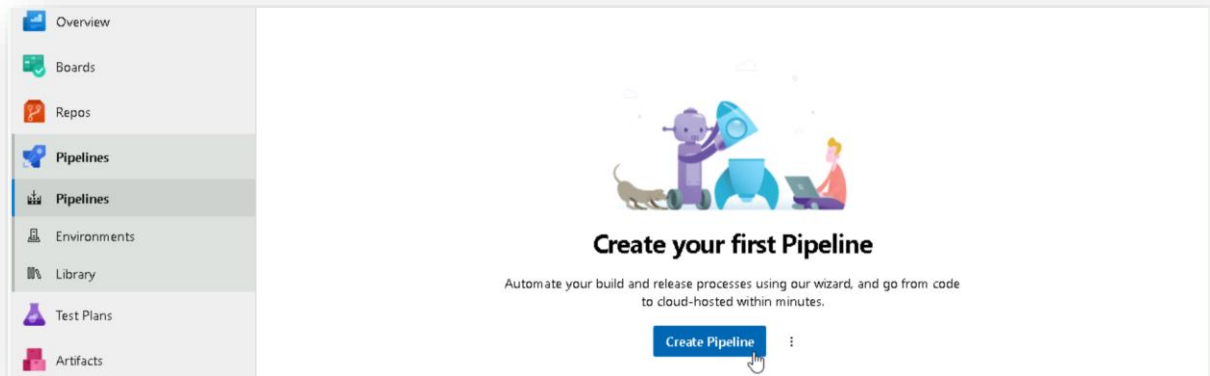 Overview
Boards
Repos
Pipelines
Pipelines
Environments
Library
Test Plans
Artifacts
Create your first Pipeline
Automate your build and release processes using our wizard, and go from code
to cloud-hosted within minutes.
Create Pipeline